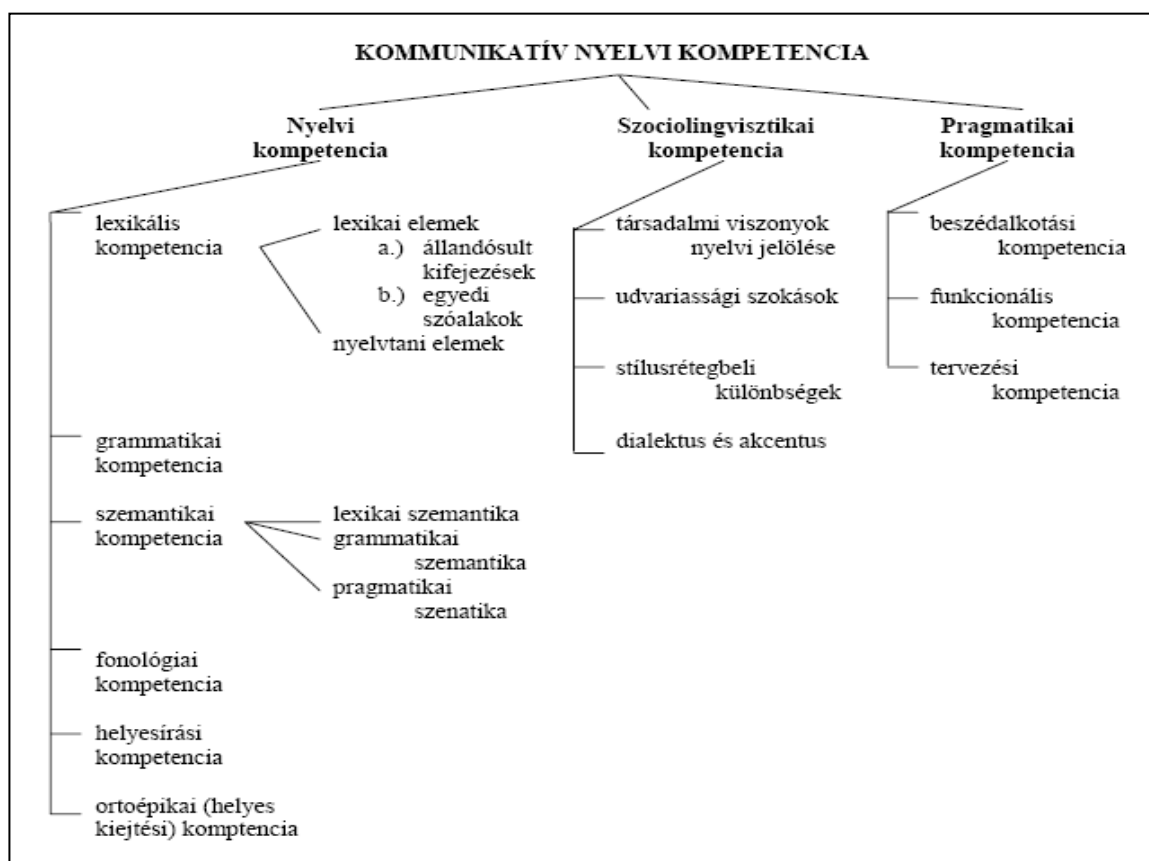 KOMMUNIKATÍV NYELVI KOMPETENCIA
Nyelvi
kompetencia
Szociolingvisztikai
kompetencia
Pragmatikai
kompetencia
lexikális
kompetencia
lexikai elemek
a.) állandósult
kifejezések
b.) egyedi
szóalakok
nyelvtani elemek
grammatikai
kompetencia
szemantikai
kompetencia
lexikai szemantika
grammatikai
szemantika
pragmatikai
szenatika
fonológiai
kompetencia
helyesírási
kompetencia
ortoépikai (helyes
kiejtési) komptencia
társadalmi viszonyok
nyelvi jelölése
udvariassági szokások
stílusrétegbeli
különbségek
dialektus és akcentus
beszédalkotási
kompetencia
funkcionális
kompetencia
tervezési
kompetencia